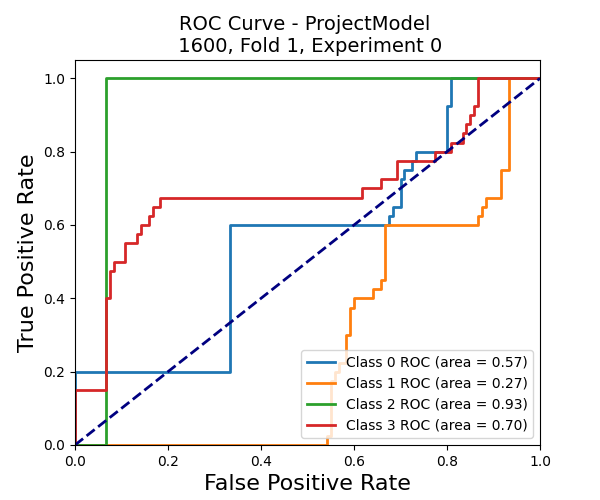 ROC Curve - ProjectModel
1600, Fold 1, Experiment 0
True Positive Rate
1.0
0.8
0.6
0.4
0.2
0.0
Class 0 ROC (area = 0.57)
Class 1 ROC (area = 0.27)
Class 2 ROC (area = 0.93)
Class 3 ROC (area = 0.70)
0.0 0.2 0.4 0.6 0.8 1.0
False Positive Rate